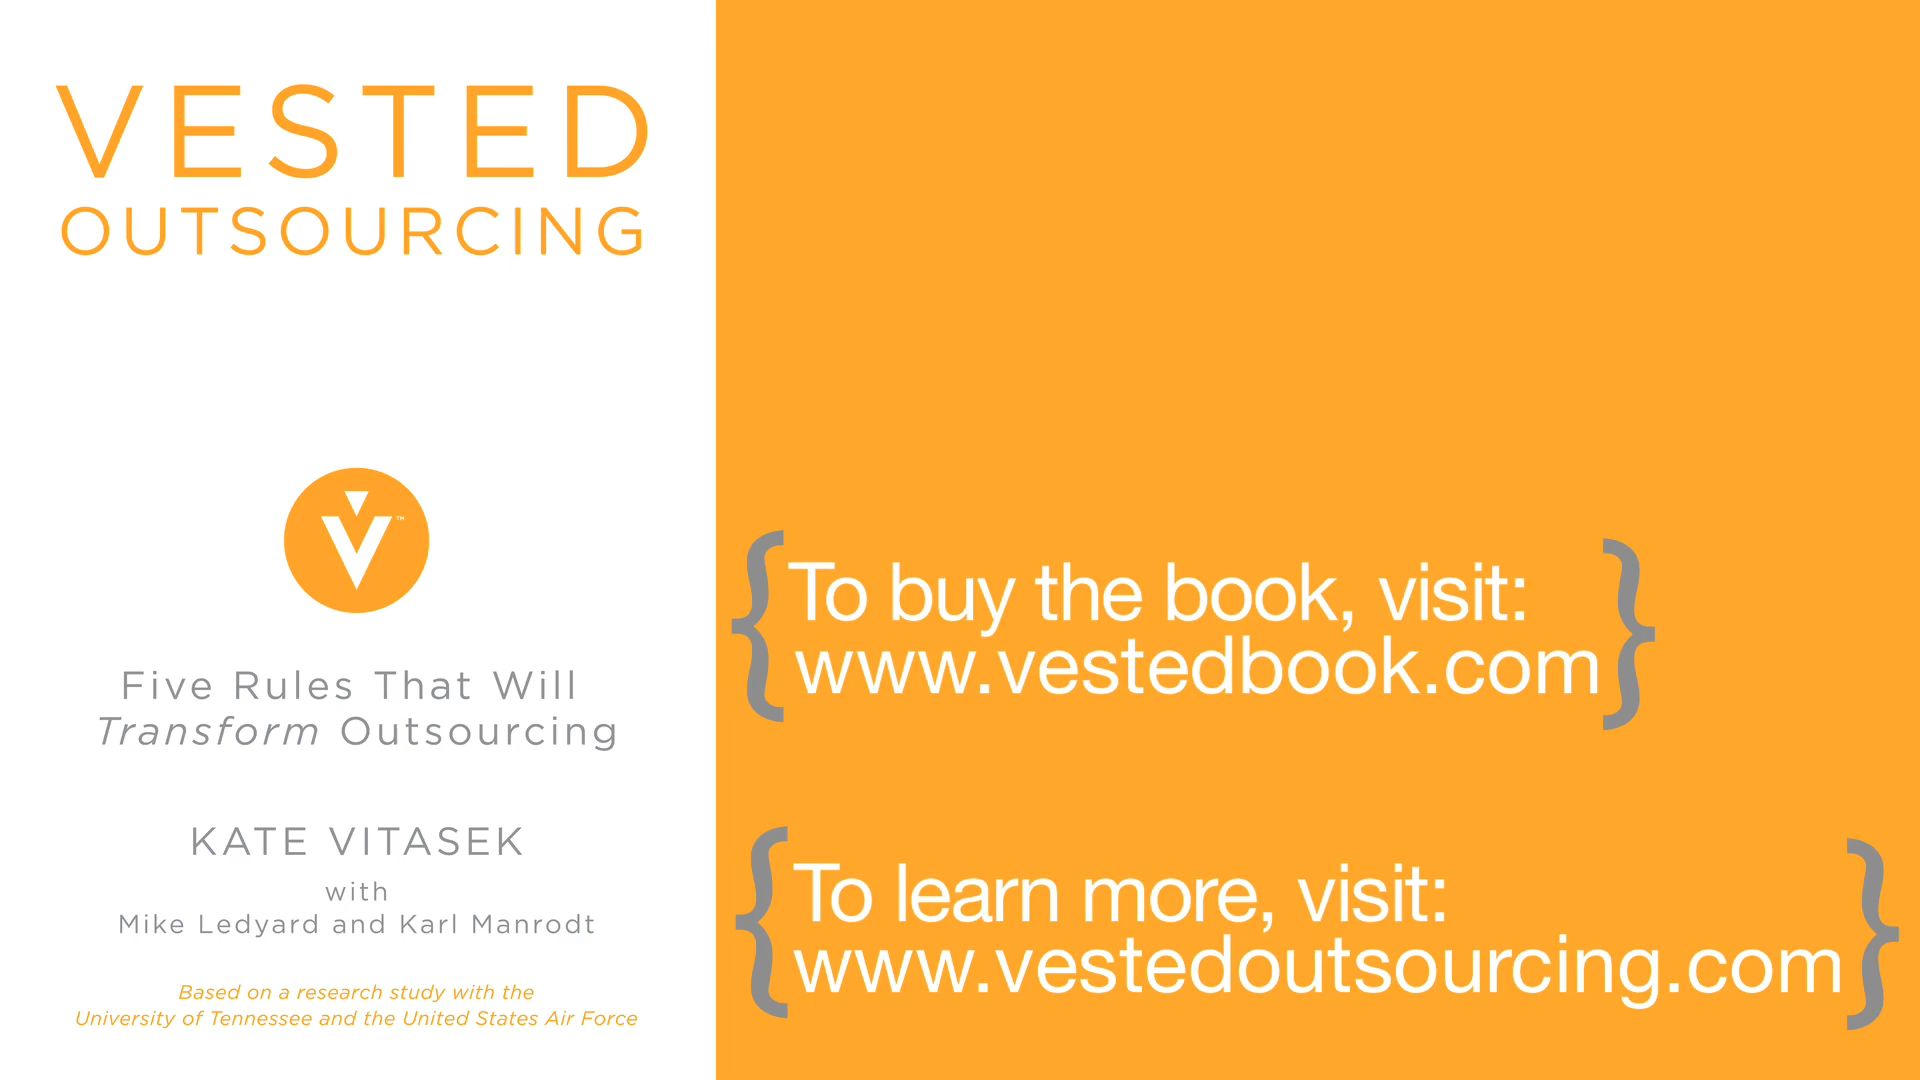 VESTED
OUTSOURCING
V™
Five Rules That Will
Transform Outsourcing
KATE VITASEK
with
Mike Ledyard and Karl Manrodt
Based on a research study with the
University of Tennessee and the United States Air Force
{To buy the book, visit:
www.vestedbook.com}
{To learn more, visit:
www.vestedoutsourcing.com}